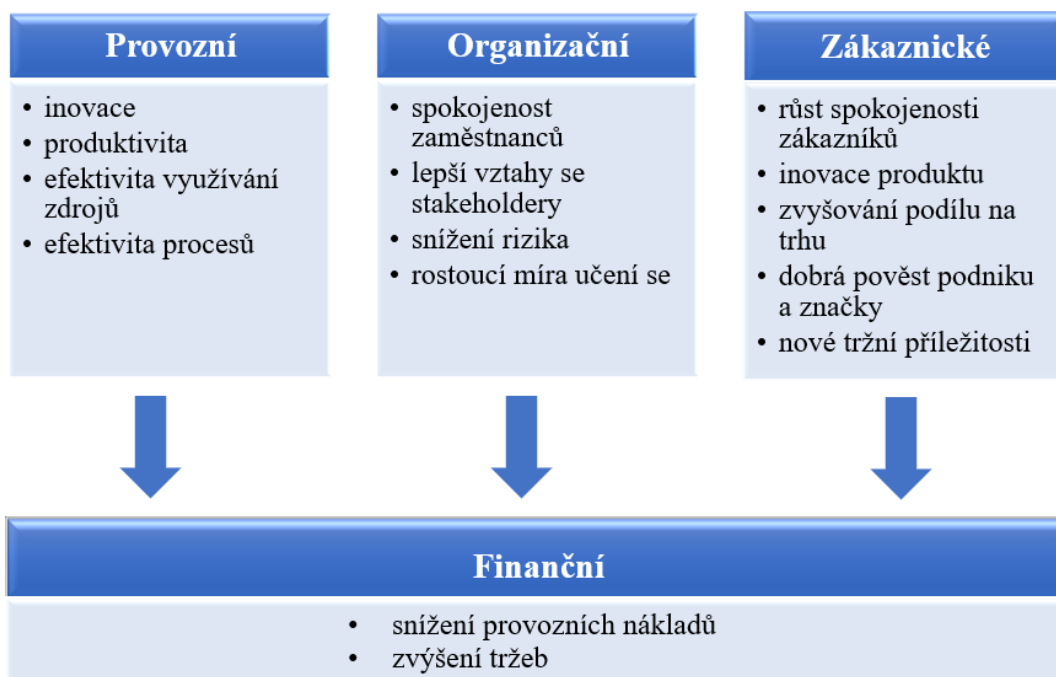 Provozní
• inovace
• produktivita
• efektivita využívání
zdrojů
• efektivita procesů
Organizační
• spokojenost
zaměstnanců
• lepší vztahy se
stakeholdery
• snížení rizika
• rostoucí míra učení se
Zákaznické
• růst spokojenosti
zákazníků
• inovace produktu
• zvyšování podílu na
trhu
• dobrá pověst podniku
a značky
• nové tržní příležitosti
Finanční
• snížení provozních nákladů
• zvýšení tržeb